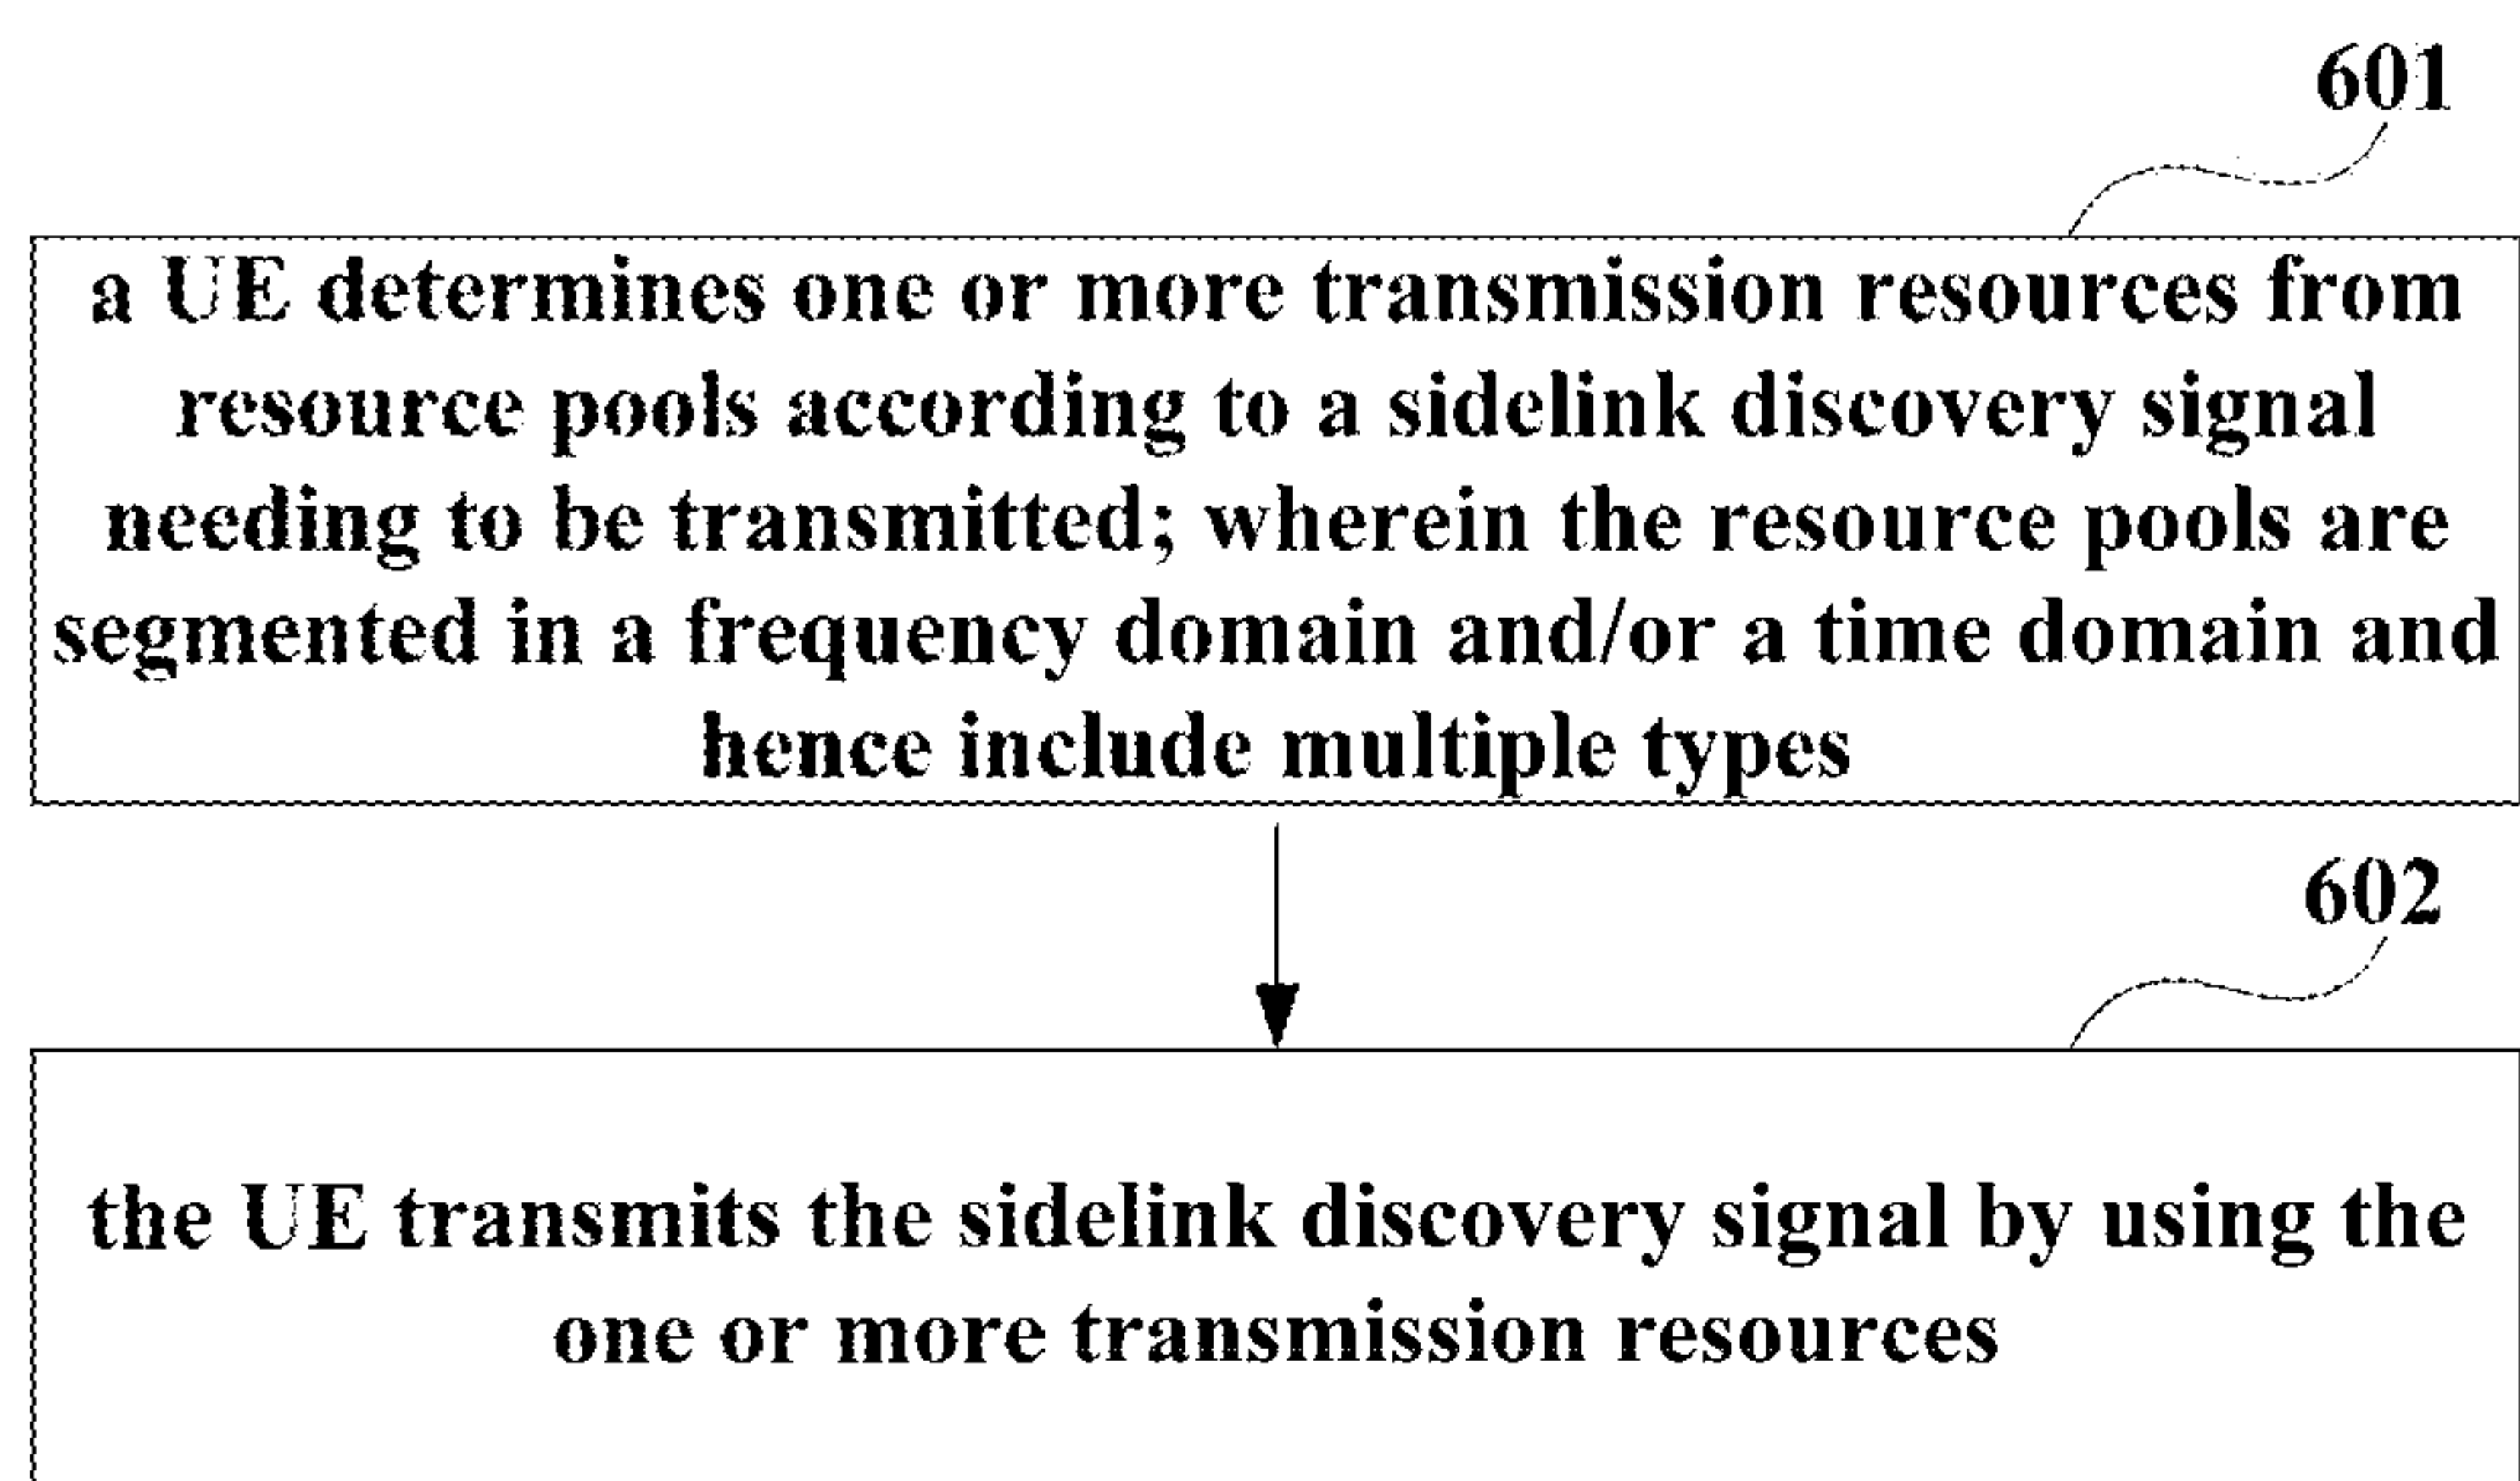 601
a UE determines one or more transmission resources from
resource pools according to a sidelink discovery signal
needing to be transmitted; wherein the resource pools are
segmented in a frequency domain and/or a time domain and
hence include multiple types
602
the UE transmits the sidelink discovery signal by using the
one or more transmission resources